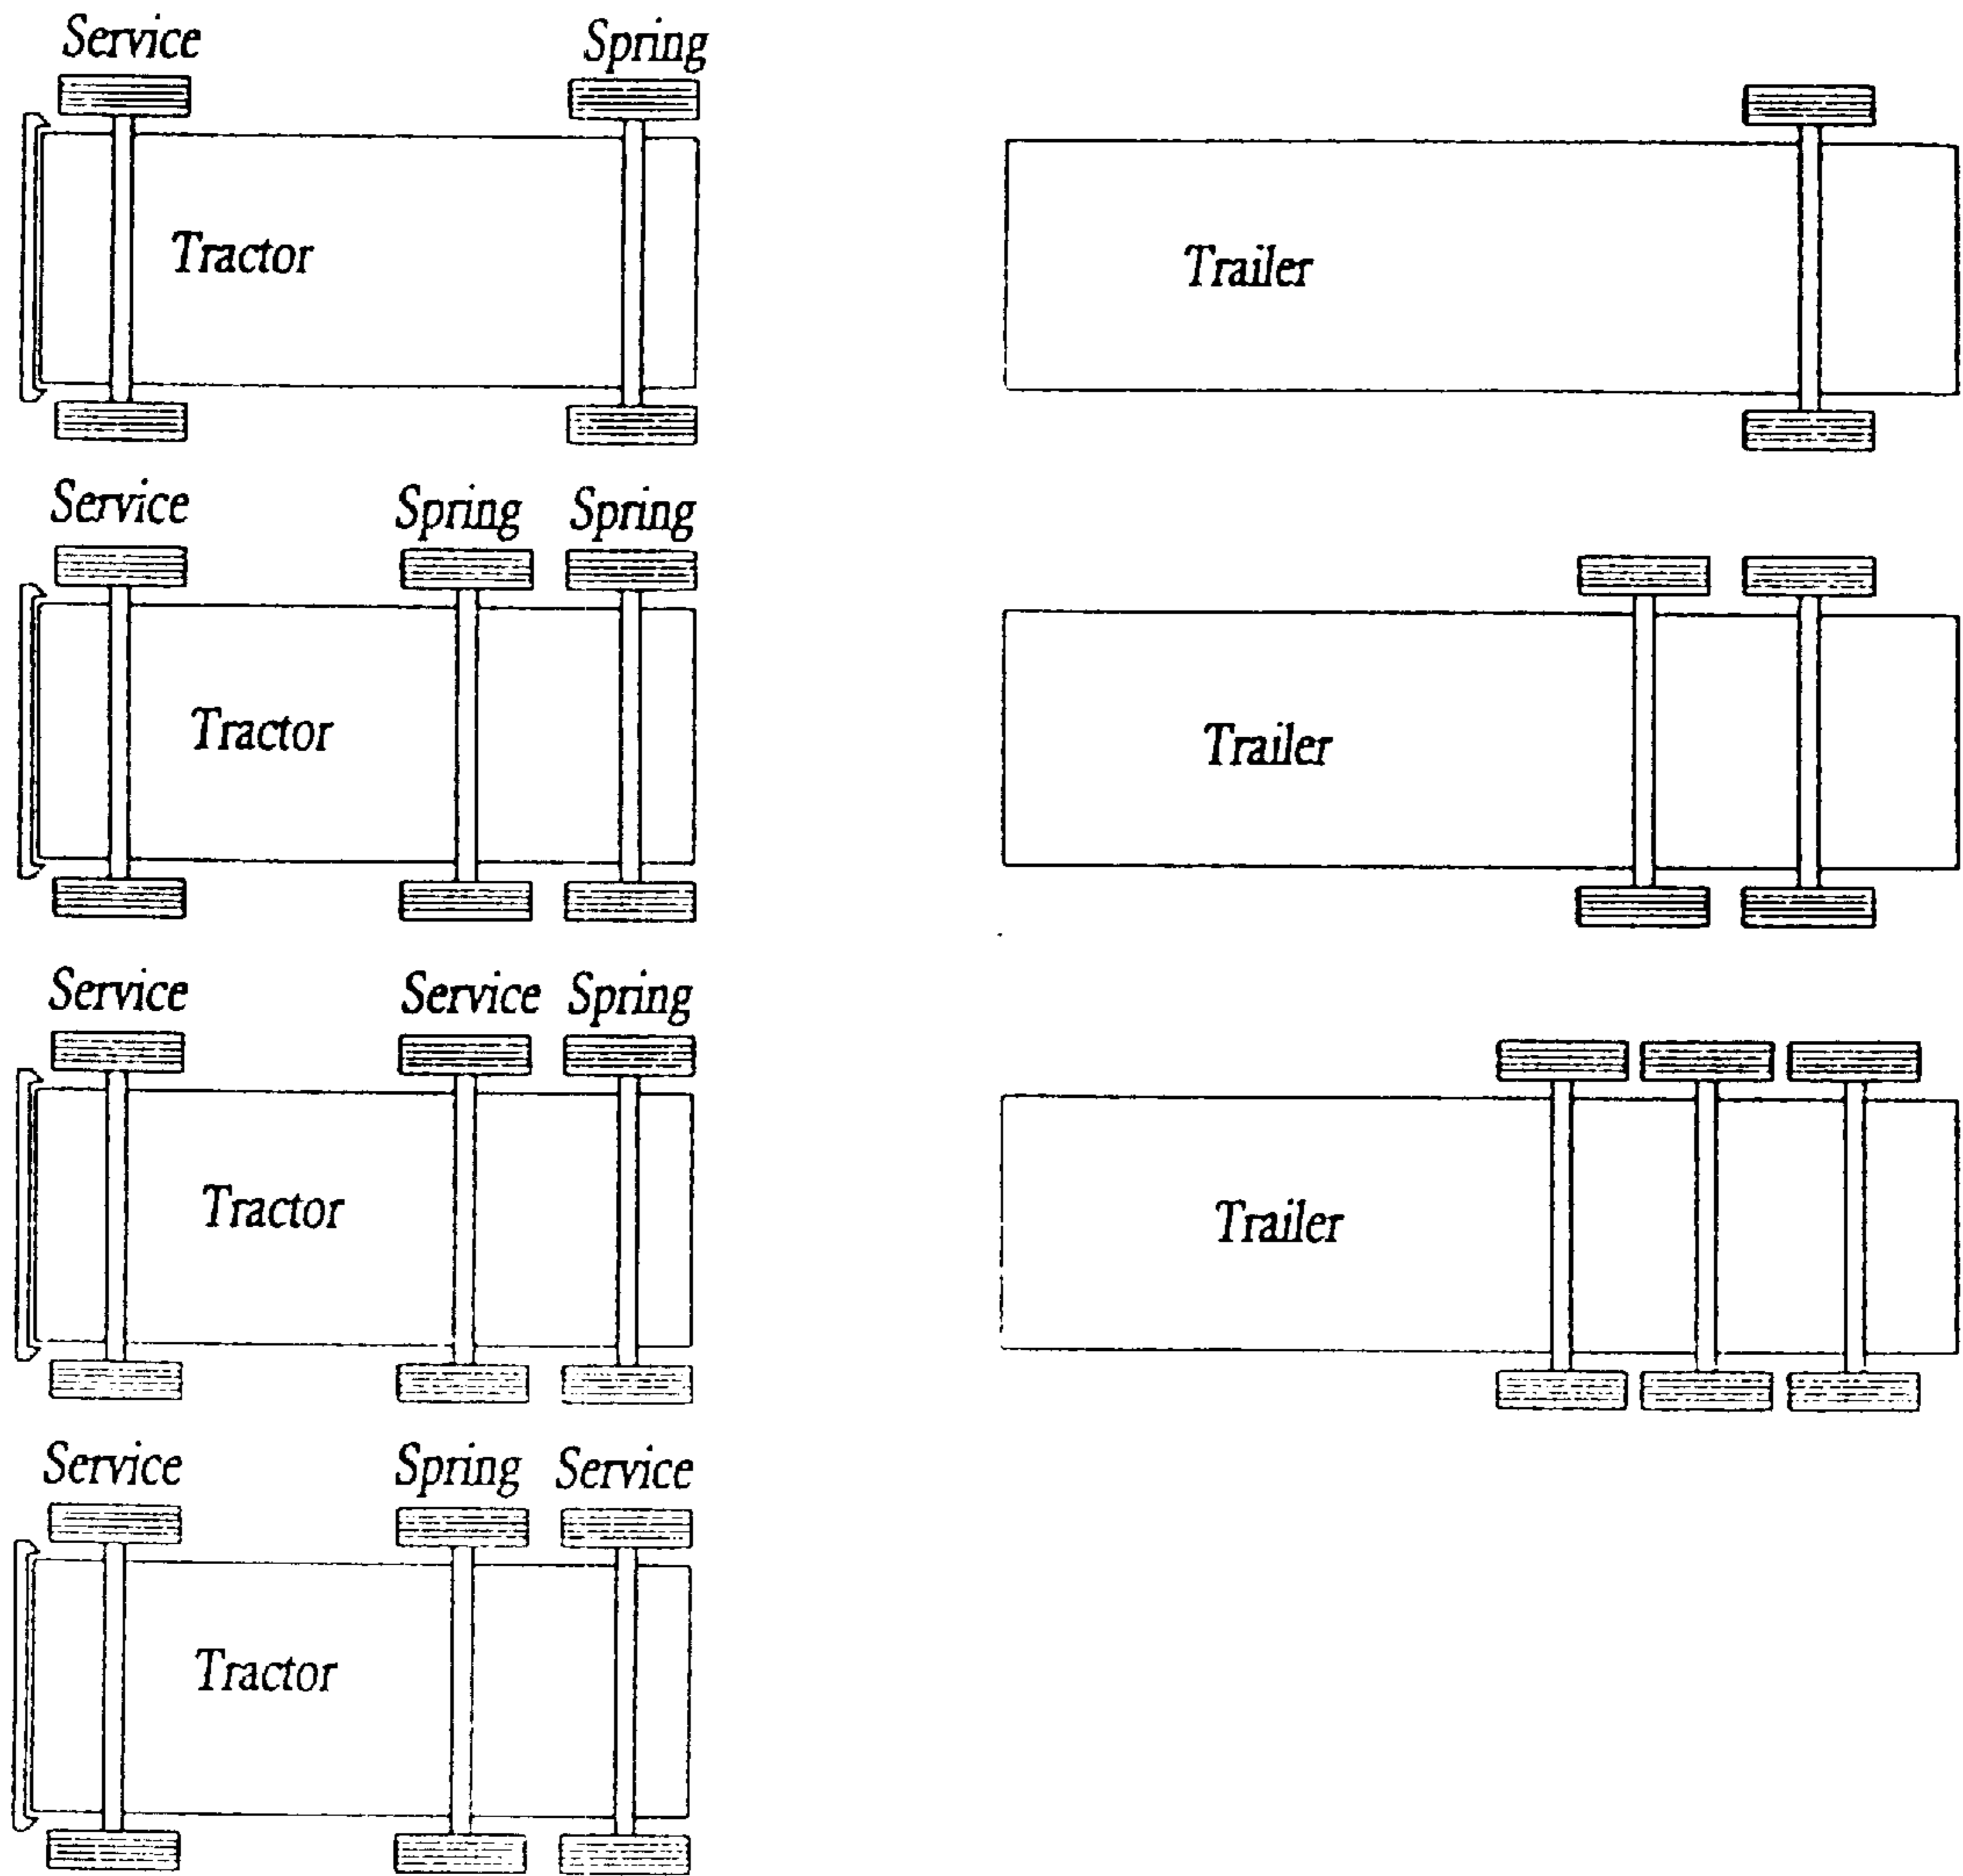 Service Spring
Tractor Trailer
Service Spring Spring
Tractor Trailer
Service Service Spring
Tractor Trailer
Service Spring Service
Tractor